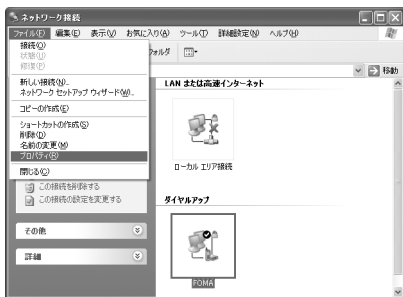 ネットワーク接続
ファイル(F) 編集(E) 表示(V) お気に入り(A) ツール(T) 詳細設定(N) ヘルプ(H)
接続(O)
状態(U)
修復(P)
フォルダ
移動
新しい接続(N)...
ネットワーク セットアップ ウィザード(W)...
コピーの作成(C)
ショートカットの作成(S)
削除(D)
名前の変更(M)
プロパティ(R)
閉じる(C)
この接続を削除する
この接続の設定を変更する
その他
詳細
LAN または高速インターネット
ローカル エリア接続
ダイヤルアップ
FOMA